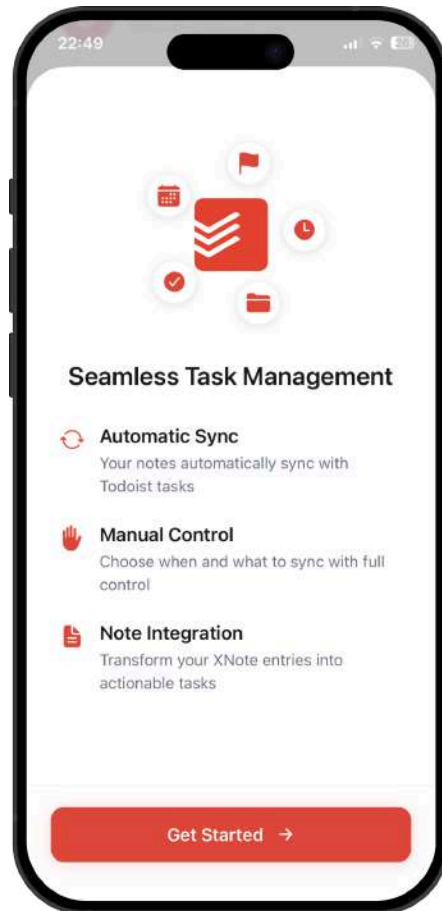 22:49
Seamless Task Management
Automatic Sync
Your notes automatically sync with
Todoist tasks
Manual Control
Choose when and what to sync with full
control
Note Integration
Transform your XNote entries into
actionable tasks
Get Started →